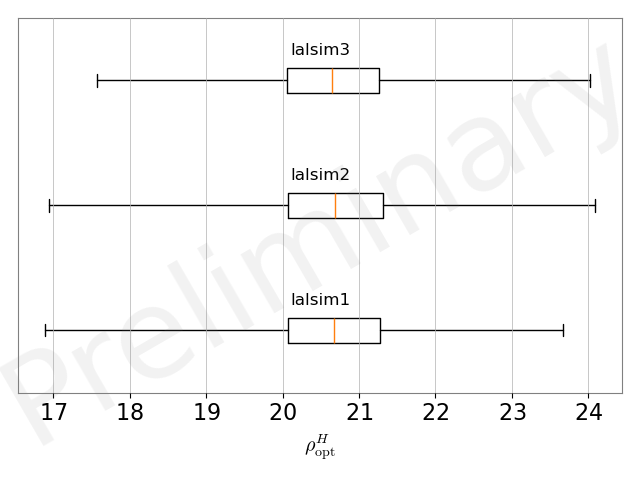 lalsim3
lalsim2
lalsim1
17 18 19 20 21 22 23 24
ρ^H_opt
Preliminary